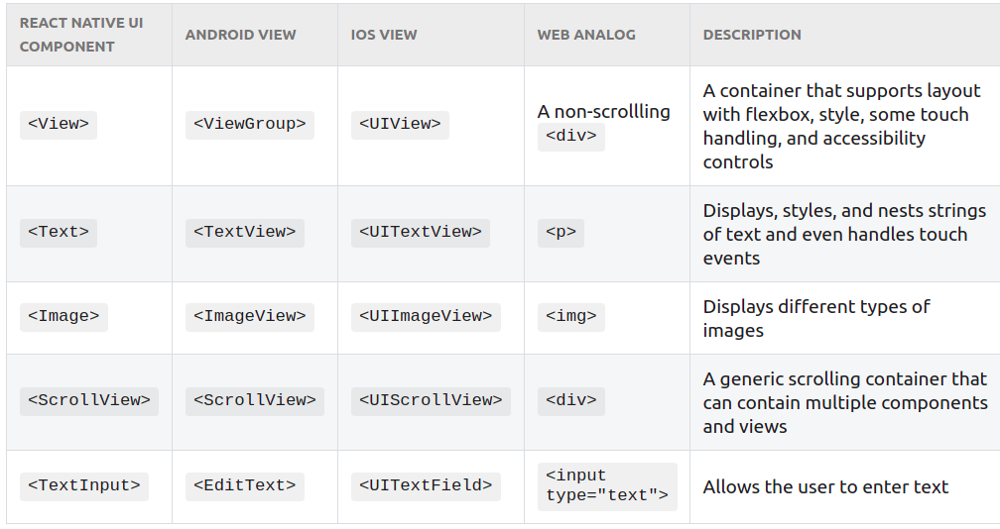 REACT NATIVE UI
COMPONENT
ANDROID VIEW
IOS VIEW
WEB ANALOG
DESCRIPTION
<View>
<ViewGroup>
<UIView>
A non-scrollling
<div>
A container that supports layout
with flexbox, style, some touch
handling, and accessibility
controls
<Text>
<TextView>
<UITextView>
<p>
Displays, styles, and nests strings
of text and even handles touch
events
<Image>
<ImageView>
<UIImageView>
<img>
Displays different types of
images
<ScrollView>
<ScrollView>
<UIScrollView>
<div>
A generic scrolling container that
can contain multiple components
and views
<TextInput>
<EditText>
<UITextField>
<input
type="text">
Allows the user to enter text